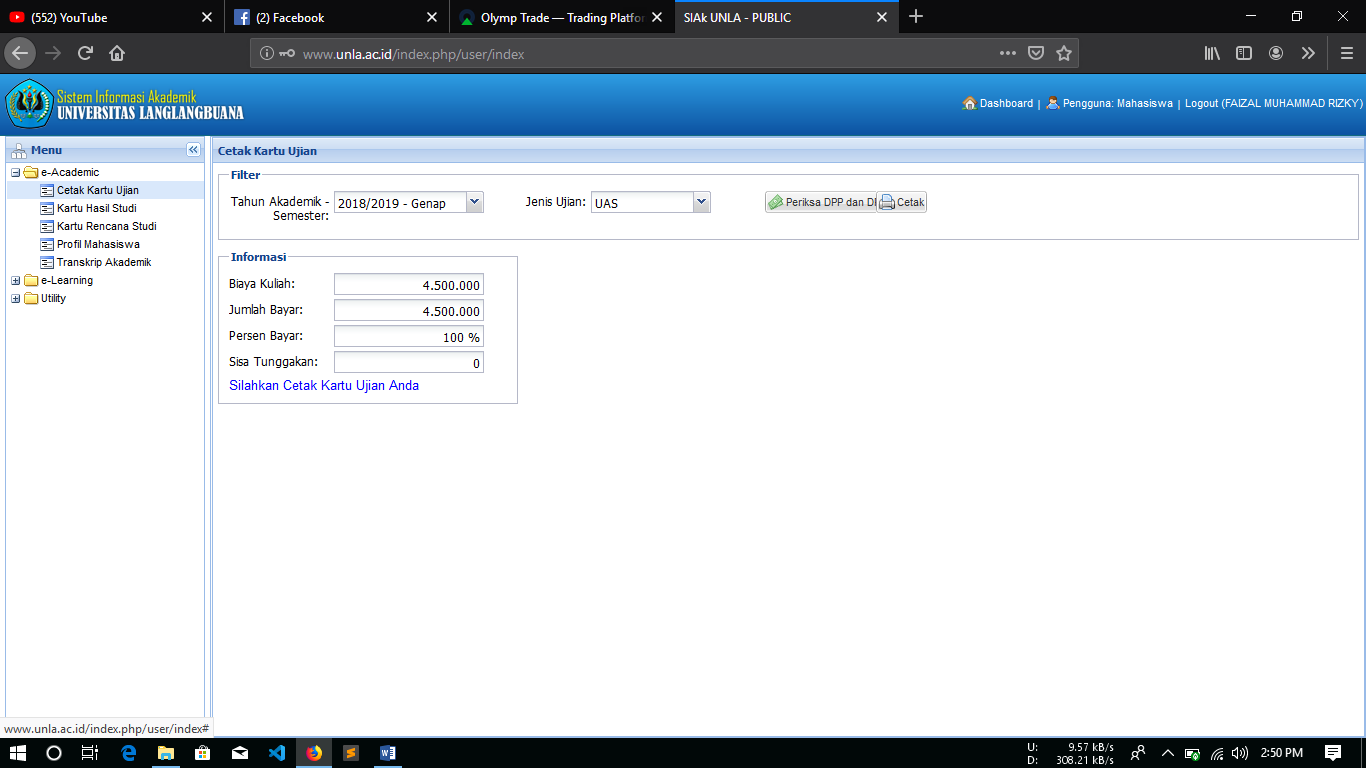 (552) YouTube
(2) Facebook
Olymp Trade — Trading Platfor
SIAk UNLA - PUBLIC
www.unla.ac.id/index.php/user/index
Sistem Informasi Akademik
UNIVERSITAS LANGLANGBUANA
Dashboard | Pengguna: Mahasiswa | Logout (FAIZAL MUHAMMAD RIZKY)
Menu
e-Academic
Cetak Kartu Ujian
Kartu Hasil Studi
Kartu Rencana Studi
Profil Mahasiswa
Transkrip Akademik
e-Learning
Utility
Cetak Kartu Ujian
Filter
Tahun Akademik - Semester: 2018/2019 - Genap
Jenis Ujian: UAS
Periksa DPP dan DI
Cetak
Informasi
Biaya Kuliah: 4.500.000
Jumlah Bayar: 4.500.000
Persen Bayar: 100 %
Sisa Tunggakan: 0
Silahkan Cetak Kartu Ujian Anda
www.unla.ac.id/index.php/user/index#
U: 9.57 kB/s
D: 308.21 kB/s
2:50 PM